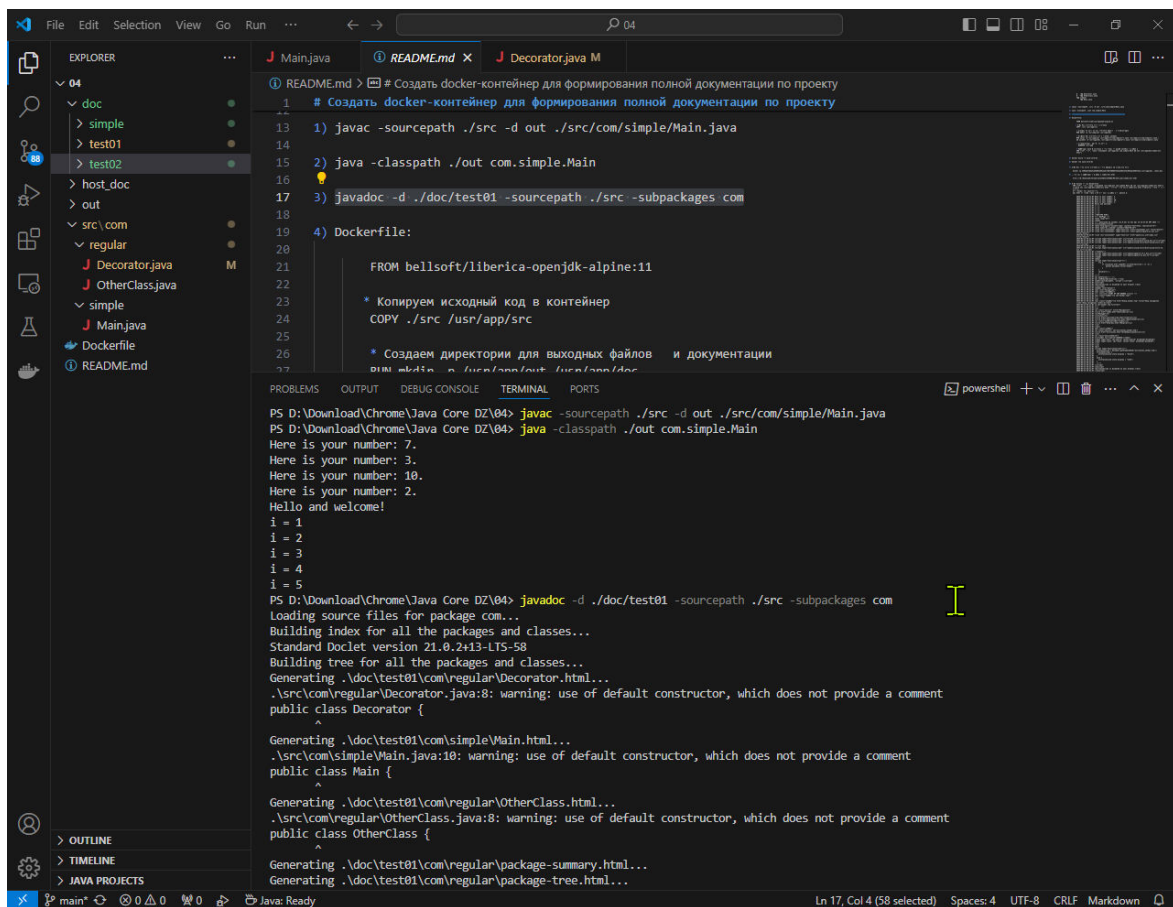 File Edit Selection View Go Run ··· ← → 04
EXPLORER ···
04
doc
simple
test01
test02
host_doc
out
src\com
regular
J Decorator.java M
J OtherClass.java
simple
J Main.java
Dockerfile
README.md
OUTLINE
TIMELINE
JAVA PROJECTS
88
J Main.java README.md × J Decorator.java M
README.md > # Создать docker-контейнер для формирования полной документации по проекту
1 # Создать docker-контейнер для формирования полной документации по проекту
13 1) javac -sourcepath ./src -d out ./src/com/simple/Main.java
14
15 2) java -classpath ./out com.simple.Main
16
17 3) javadoc -d ./doc/test01 -sourcepath ./src -subpackages com
18
19 4) Dockerfile:
20
21 FROM bellsoft/liberica-openjdk-alpine:11
22
23 * Копируем исходный код в контейнер
24 COPY ./src /usr/app/src
25
26 * Создаем директории для выходных файлов и документации
27 RUN mkdir -p /usr/app/out /usr/app/doc
PROBLEMS OUTPUT DEBUG CONSOLE TERMINAL PORTS powershell
PS D:\Download\Chrome\Java Core DZ\04> javac -sourcepath ./src -d out ./src/com/simple/Main.java
PS D:\Download\Chrome\Java Core DZ\04> java -classpath ./out com.simple.Main
Here is your number: 7.
Here is your number: 3.
Here is your number: 10.
Here is your number: 2.
Hello and welcome!
i = 1
i = 2
i = 3
i = 4
i = 5
PS D:\Download\Chrome\Java Core DZ\04> javadoc -d ./doc/test01 -sourcepath ./src -subpackages com
Loading source files for package com...
Building index for all the packages and classes...
Standard Doclet version 21.0.2+13-LTS-58
Building tree for all the packages and classes...
Generating .\doc\test01\com\regular\Decorator.html...
.\src\com\regular\Decorator.java:8: warning: use of default constructor, which does not provide a comment
public class Decorator {
^
Generating .\doc\test01\com\simple\Main.html...
.\src\com\simple\Main.java:10: warning: use of default constructor, which does not provide a comment
public class Main {
^
Generating .\doc\test01\com\regular\OtherClass.html...
.\src\com\regular\OtherClass.java:8: warning: use of default constructor, which does not provide a comment
public class OtherClass {
^
Generating .\doc\test01\com\regular\package-summary.html...
Generating .\doc\test01\com\regular\package-tree.html...
main* 0 0 0 Java: Ready Ln 17, Col 4 (58 selected) Spaces: 4 UTF-8 CRLF Markdown